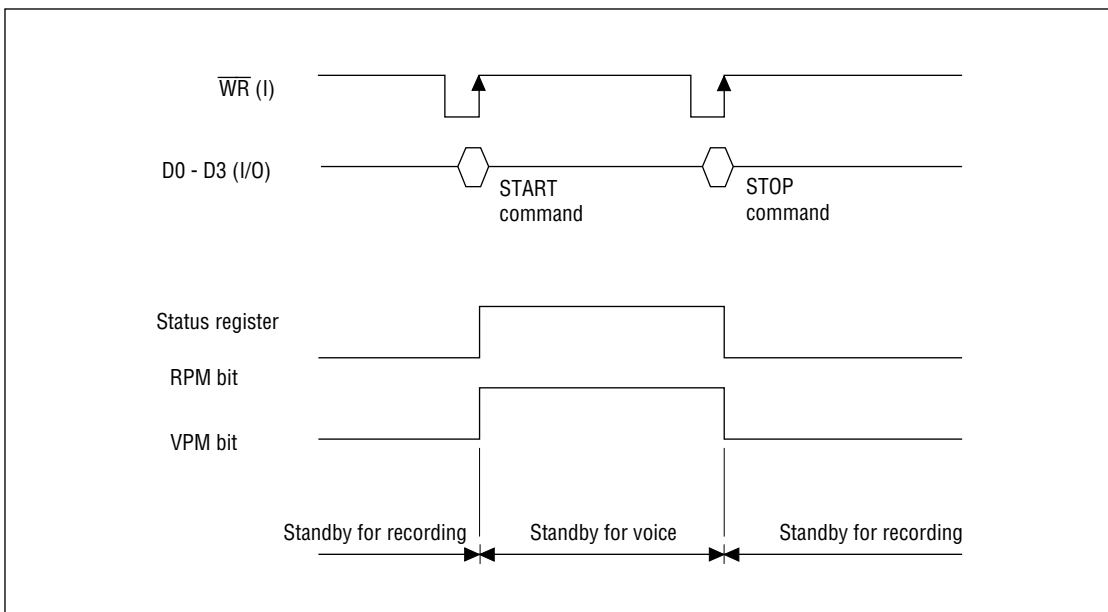 WR (I)
D0 - D3 (I/O)
START
command
STOP
command
Status register
RPM bit
VPM bit
Standby for recording
Standby for voice
Standby for recording